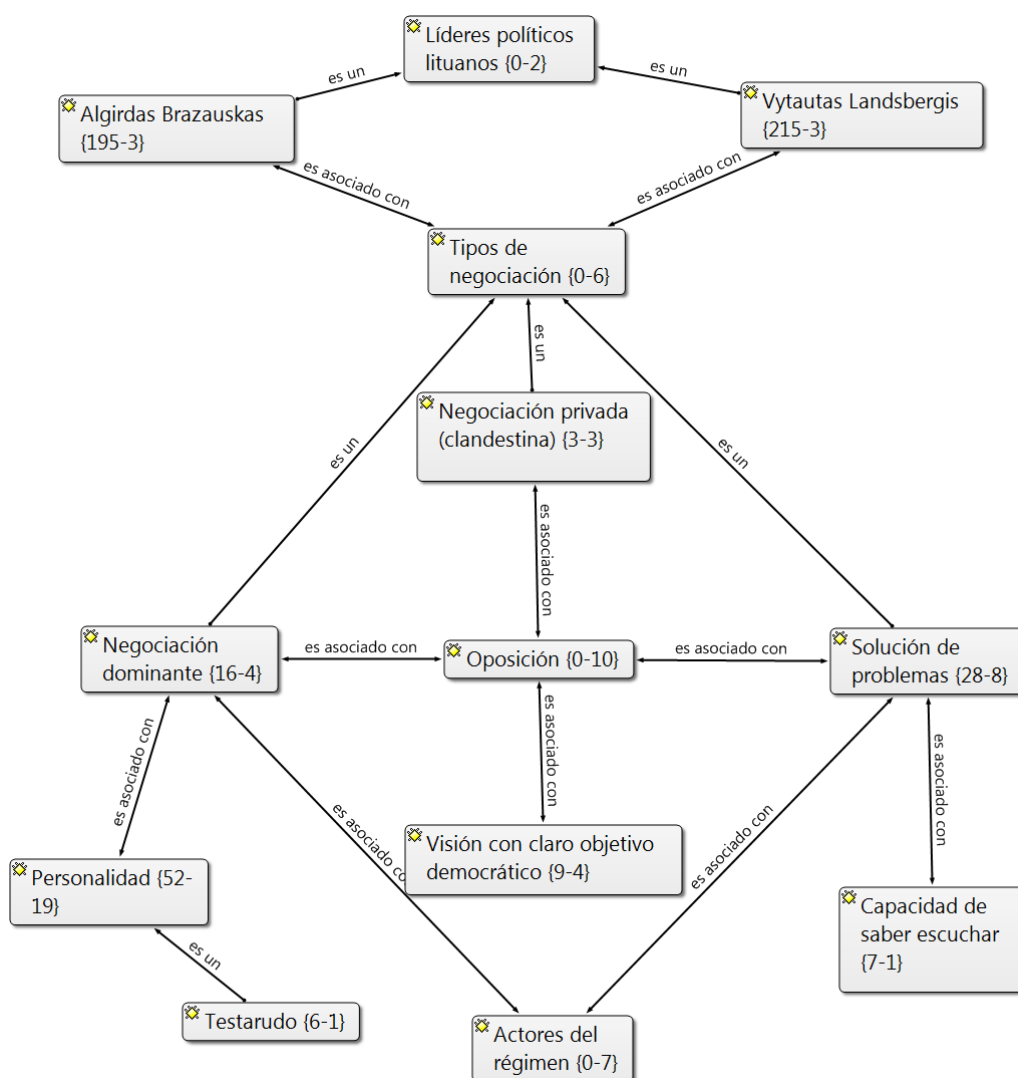 Líderes políticos
lituanos {0-2}
es un
es un
Algirdas Brazauskas
{195-3}
Vytautas Landsbergis
{215-3}
es asociado con
es asociado con
Tipos de
negociación {0-6}
es un
es un
es un
Negociación privada
(clandestina) {3-3}
es asociado con
Negociación
dominante {16-4}
es asociado con
Oposición {0-10}
es asociado con
Solución de
problemas {28-8}
es asociado con
es asociado con
es asociado co
es asociado con
es asociado con
Visión con claro objetivo
democrático {9-4}
Personalidad {52-
19}
Capacidad de
saber escuchar
{7-1}
es un
Testarudo {6-1}
Actores del
régimen {0-7}